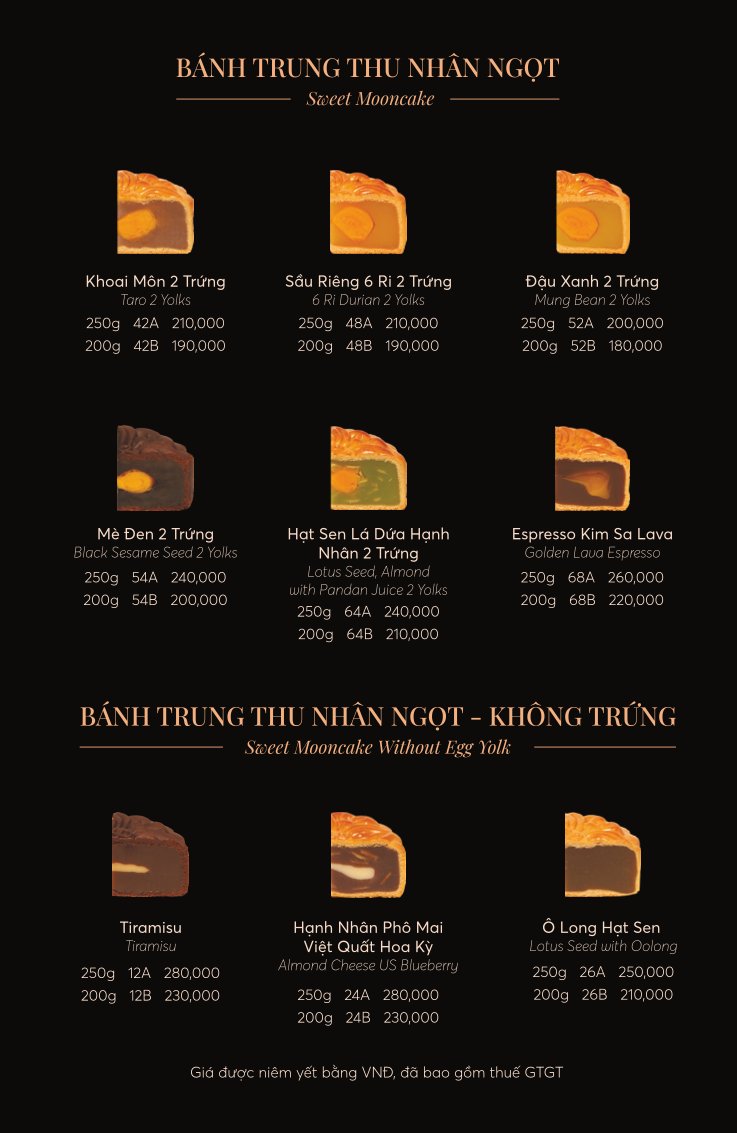 BÁNH TRUNG THU NHÂN NGỌT
Sweet Mooncake
Khoai Môn 2 Trứng
Taro 2 Yolks
250g 42A 210,000
200g 42B 190,000
Sầu Riêng 6 Ri 2 Trứng
6 Ri Durian 2 Yolks
250g 48A 210,000
200g 48B 190,000
Đậu Xanh 2 Trứng
Mung Bean 2 Yolks
250g 52A 200,000
200g 52B 180,000
Mè Đen 2 Trứng
Black Sesame Seed 2 Yolks
250g 54A 240,000
200g 54B 200,000
Hạt Sen Lá Dứa Hạnh
Nhân 2 Trứng
Lotus Seed, Almond
with Pandan Juice 2 Yolks
250g 64A 240,000
200g 64B 210,000
Espresso Kim Sa Lava
Golden Lava Espresso
250g 68A 260,000
200g 68B 220,000
BÁNH TRUNG THU NHÂN NGỌT - KHÔNG TRỨNG
Sweet Mooncake Without Egg Yolk
Tiramisu
Tiramisu
250g 12A 280,000
200g 12B 230,000
Hạnh Nhân Phô Mai
Việt Quất Hoa Kỳ
Almond Cheese US Blueberry
250g 24A 280,000
200g 24B 230,000
Ô Long Hạt Sen
Lotus Seed with Oolong
250g 26A 250,000
200g 26B 210,000
Giá được niêm yết bằng VNĐ, đã bao gồm thuế GTGT